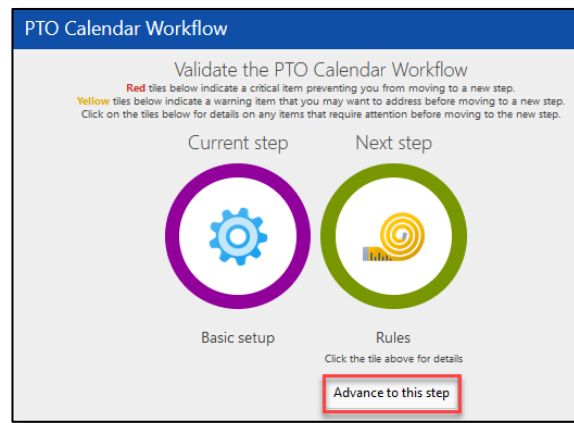 PTO Calendar Workflow
Validate the PTO Calendar Workflow
Red tiles below indicate a critical item preventing you from moving to a new step.
Yellow tiles below indicate a warning item that you may want to address before moving to a new step.
Click on the tiles below for details on any items that require attention before moving to the new step.
Current step Next step
Basic setup Rules
Click the tile above for details
Advance to this step